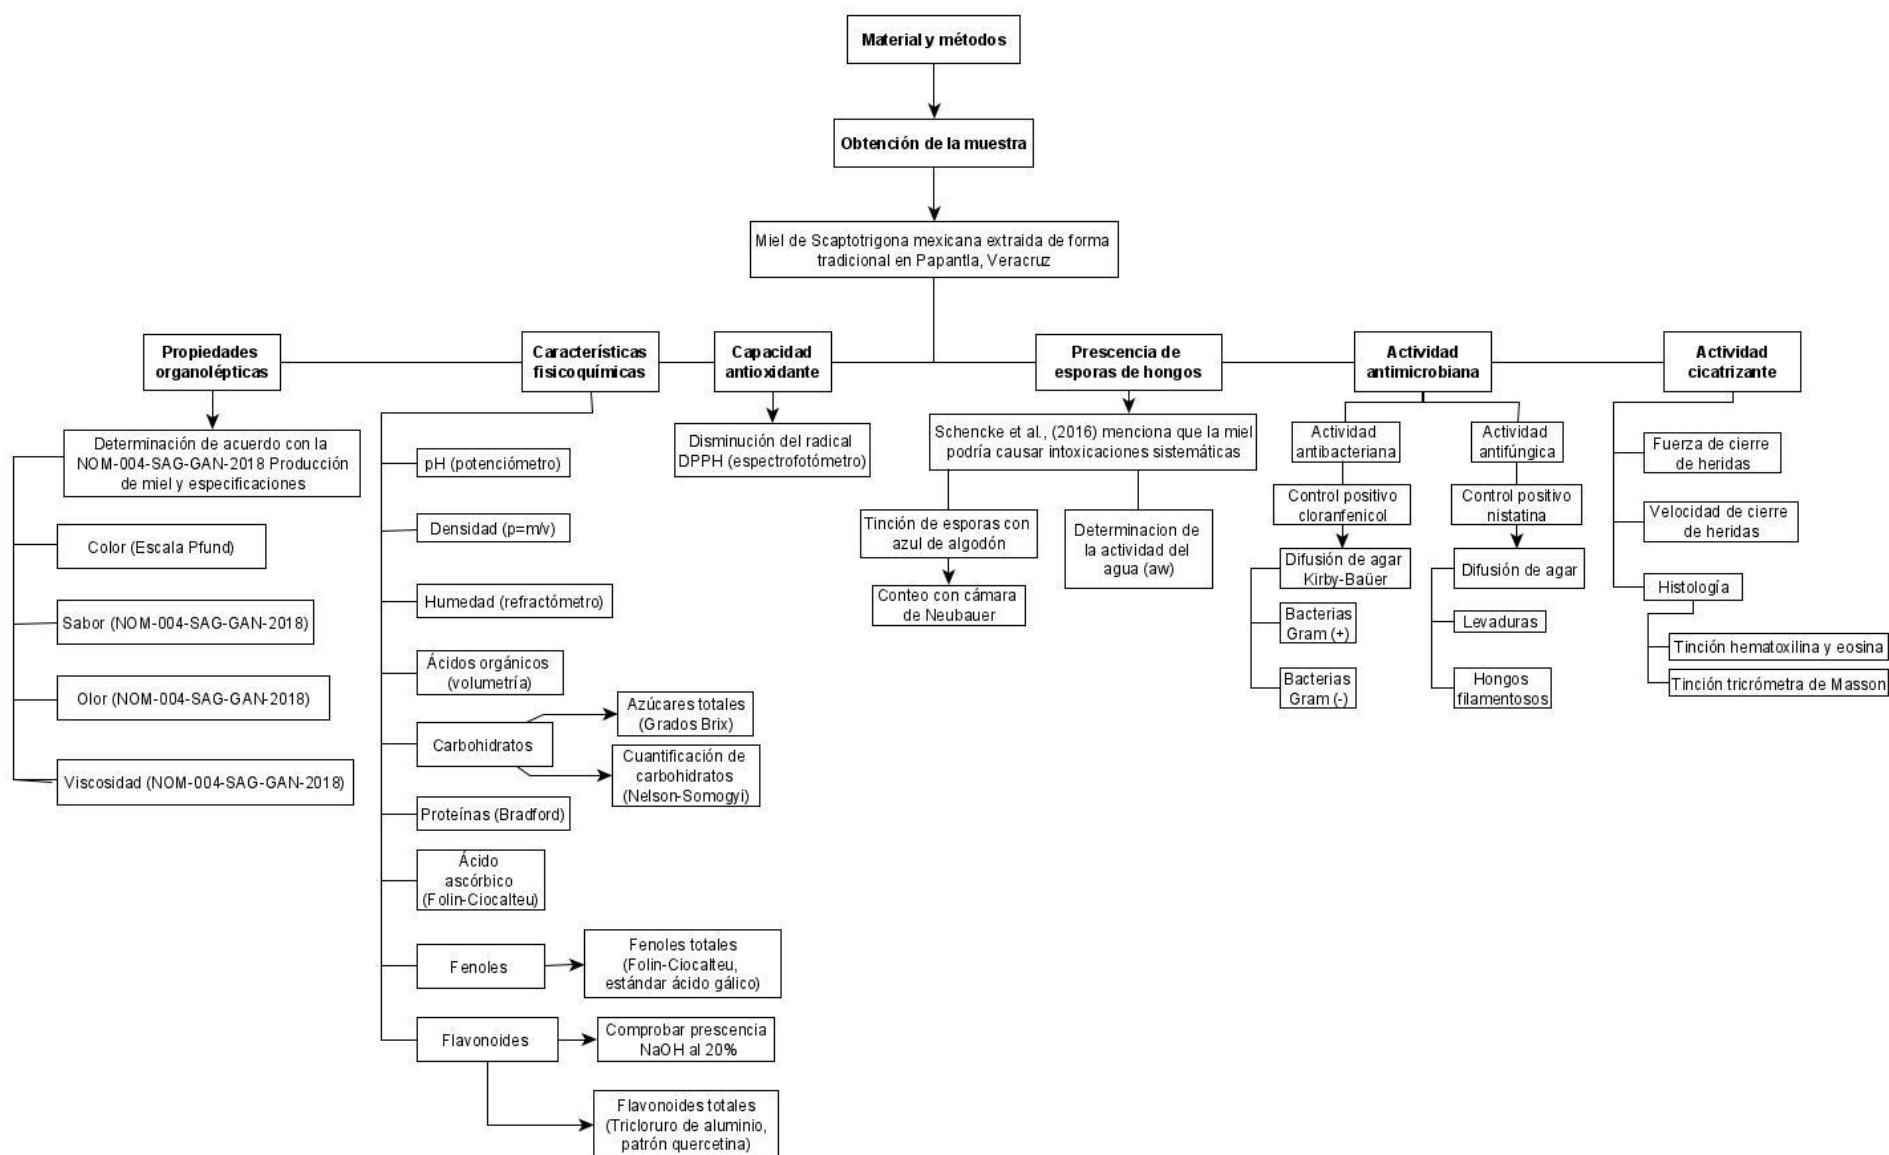 Material y métodos
Obtención de la muestra
Miel de Scaptotrigona mexicana extraida de forma
tradicional en Papantla, Veracruz
Propiedades
organolépticas
Determinación de acuerdo con la
NOM-004-SAG-GAN-2018 Producción
de miel y especificaciones
Color (Escala Pfund)
Sabor (NOM-004-SAG-GAN-2018)
Olor (NOM-004-SAG-GAN-2018)
Viscosidad (NOM-004-SAG-GAN-2018)
Características
fisicoquímicas
pH (potenciómetro)
Densidad (p=m/v)
Humedad (refractómetro)
Ácidos orgánicos
(volumetría)
Carbohidratos
Azúcares totales
(Grados Brix)
Cuantificación de
carbohidratos
(Nelson-Somogyi)
Proteínas (Bradford)
Ácido
ascórbico
(Folin-Ciocalteu)
Fenoles
Fenoles totales
(Folin-Ciocalteu,
estándar ácido gálico)
Flavonoides
Comprobar prescencia
NaOH al 20%
Flavonoides totales
(Tricloruro de aluminio,
patrón quercetina)
Capacidad
antioxidante
Disminución del radical
DPPH (espectrofotómetro)
Prescencia de
esporas de hongos
Schencke et al., (2016) menciona que la miel
podría causar intoxicaciones sistemáticas
Tinción de esporas con
azul de algodón
Conteo con cámara
de Neubauer
Determinacion de
la actividad del
agua (aw)
Actividad
antimicrobiana
Actividad
antibacteriana
Control positivo
cloranfenicol
Difusión de agar
Kirby-Baüer
Bacterias
Gram (+)
Bacterias
Gram (-)
Actividad
antifúngica
Control positivo
nistatina
Difusión de agar
Levaduras
Hongos
filamentosos
Actividad
cicatrizante
Fuerza de cierre
de heridas
Velocidad de cierre
de heridas
Histología
Tinción hematoxilina y eosina
Tinción tricrómetra de Masson